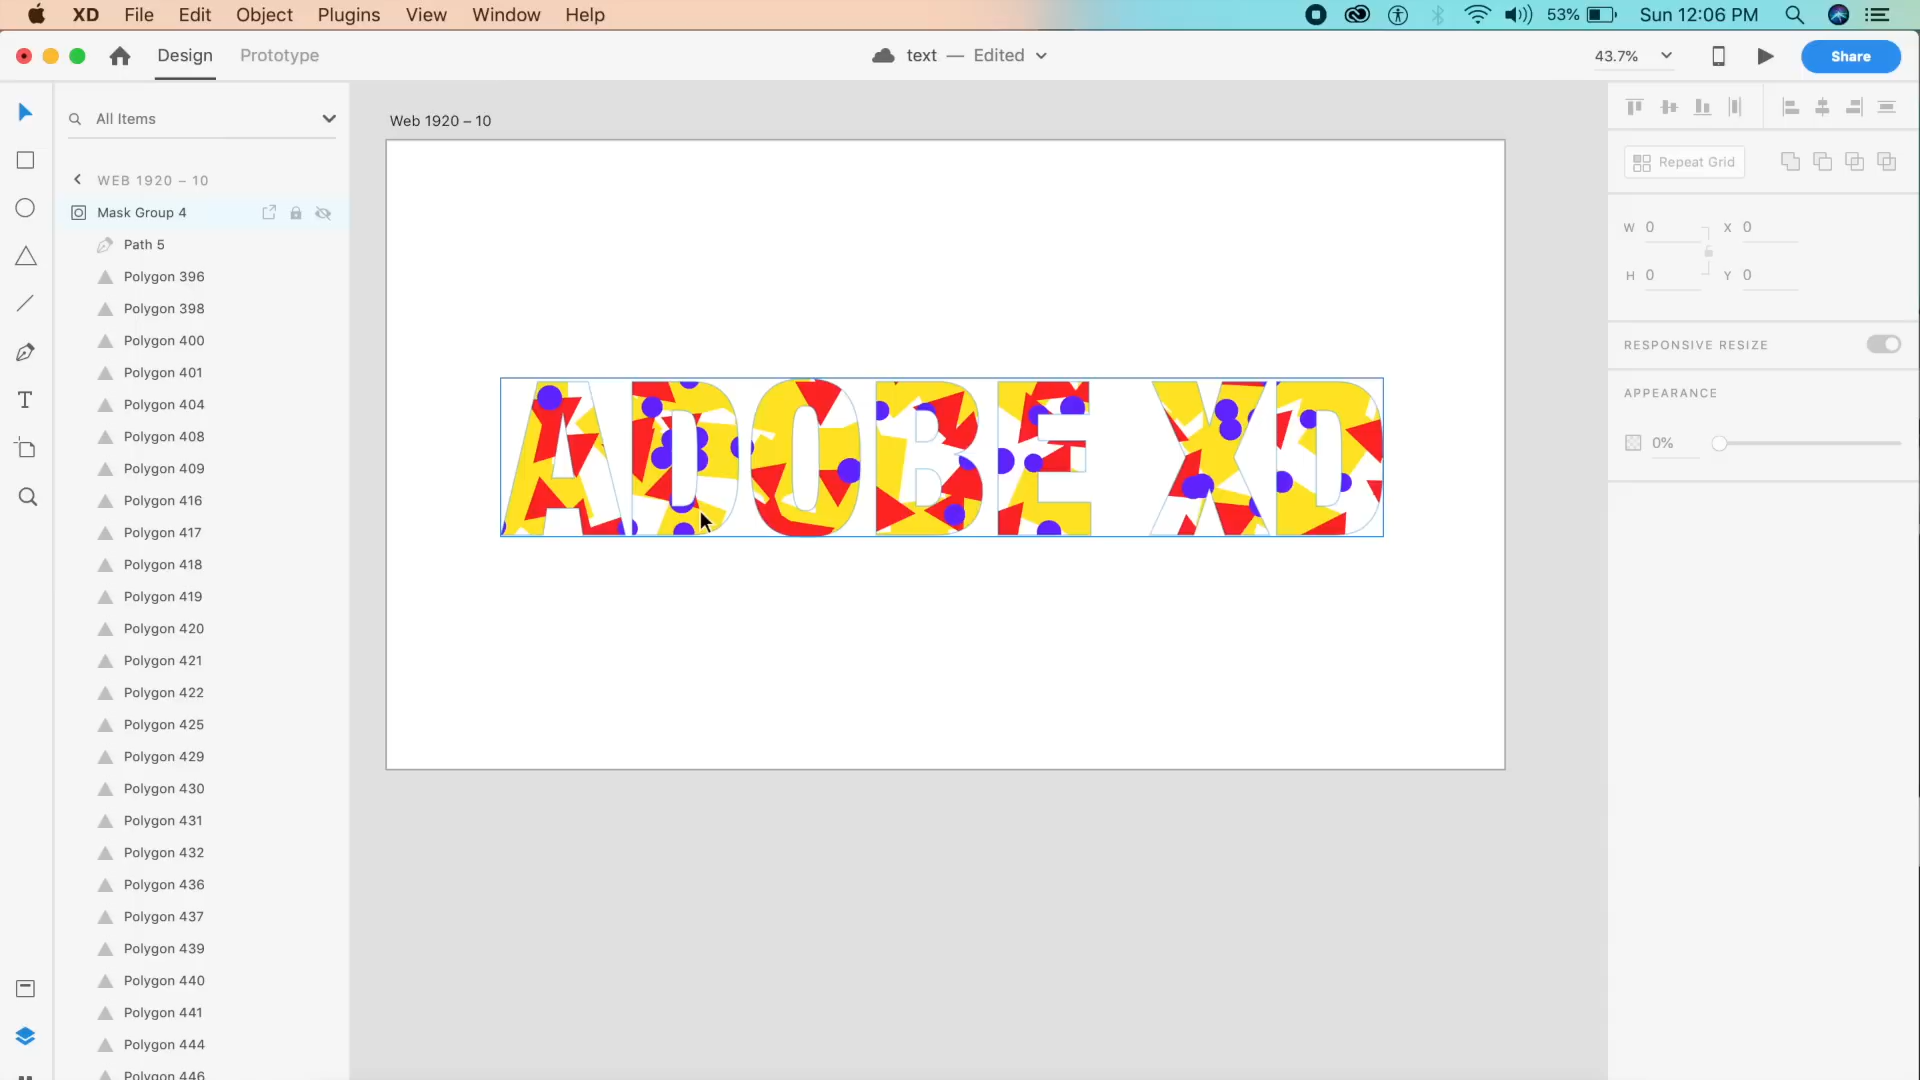 XD File Edit Object Plugins View Window Help 53% Sun 12:06 PM
Design Prototype text — Edited 43.7% Share
All Items
Web 1920 – 10
WEB 1920 – 10
Mask Group 4
Path 5
Polygon 396
Polygon 398
Polygon 400
Polygon 401
Polygon 404
Polygon 408
Polygon 409
Polygon 416
Polygon 417
Polygon 418
Polygon 419
Polygon 420
Polygon 421
Polygon 422
Polygon 425
Polygon 429
Polygon 430
Polygon 431
Polygon 432
Polygon 436
Polygon 437
Polygon 439
Polygon 440
Polygon 441
Polygon 444
Polygon 446
T
ADOBE XD
Repeat Grid
W 0 X 0
H 0 Y 0
RESPONSIVE RESIZE
APPEARANCE
0%